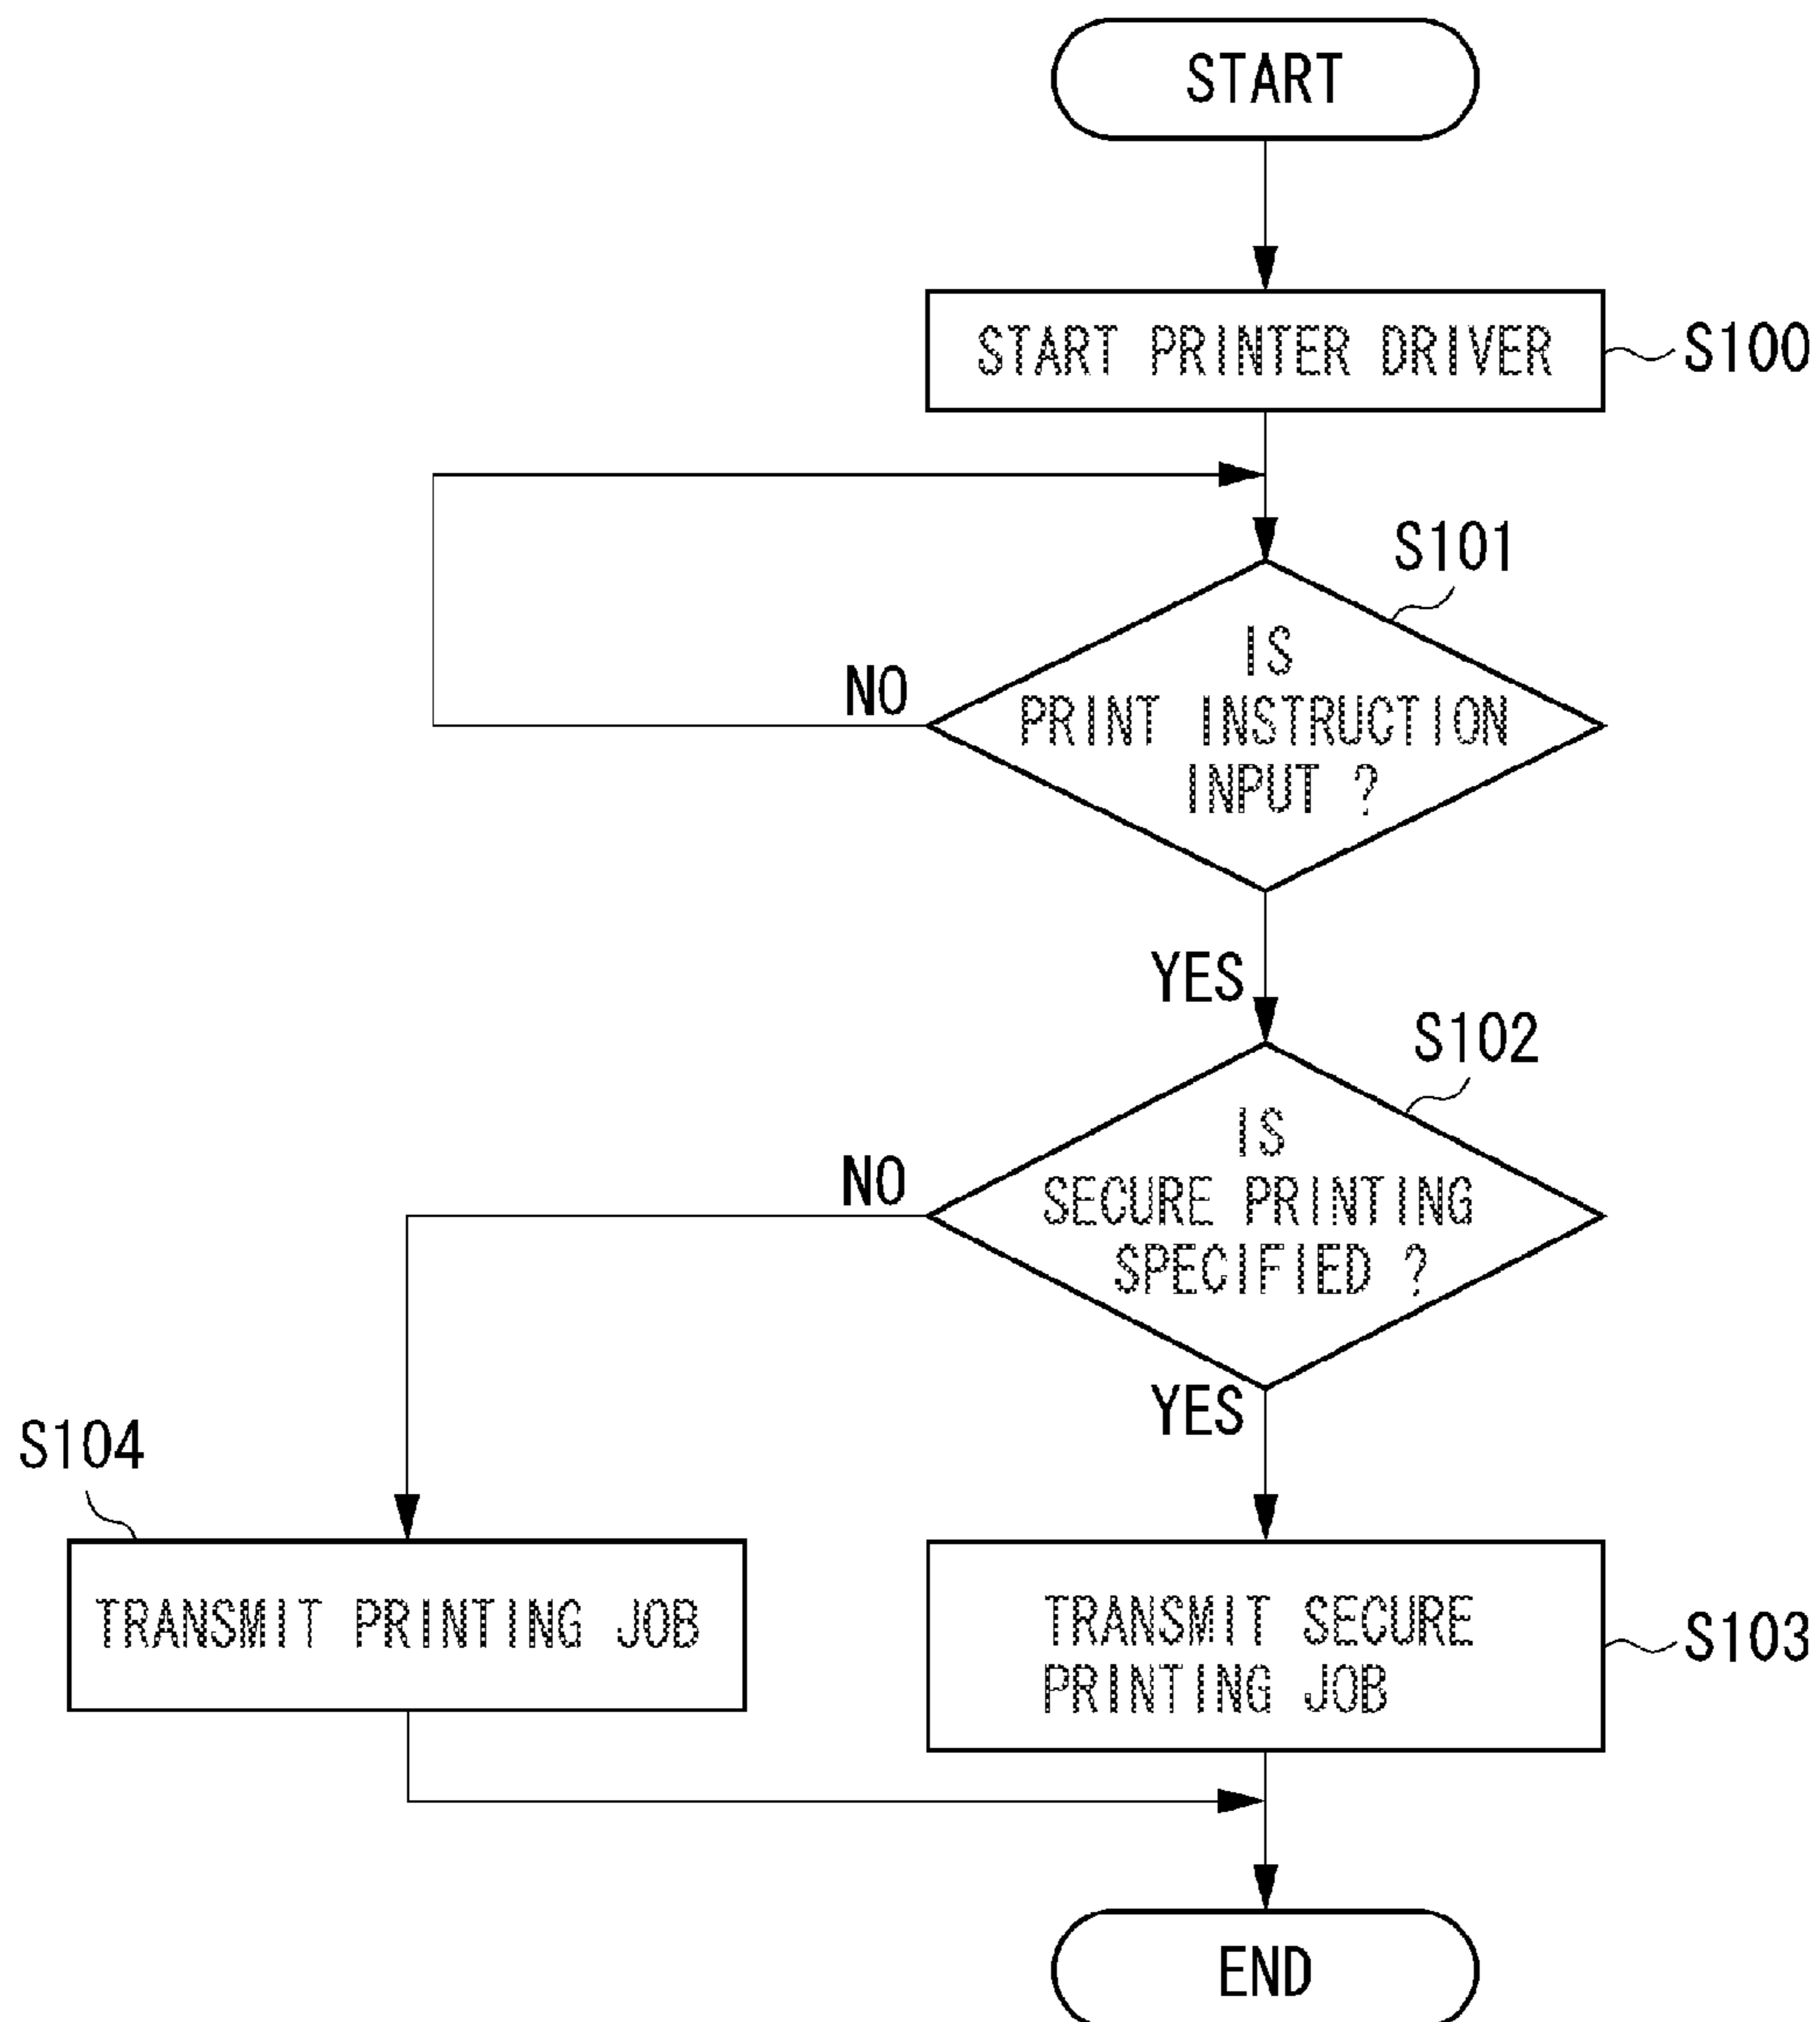 START
START PRINTER DRIVER
S100
S101
IS
PRINT INSTRUCTION
INPUT ?
NO
YES
S102
IS
SECURE PRINTING
SPECIFIED ?
NO
YES
S104
TRANSMIT PRINTING JOB
TRANSMIT SECURE
PRINTING JOB
S103
END